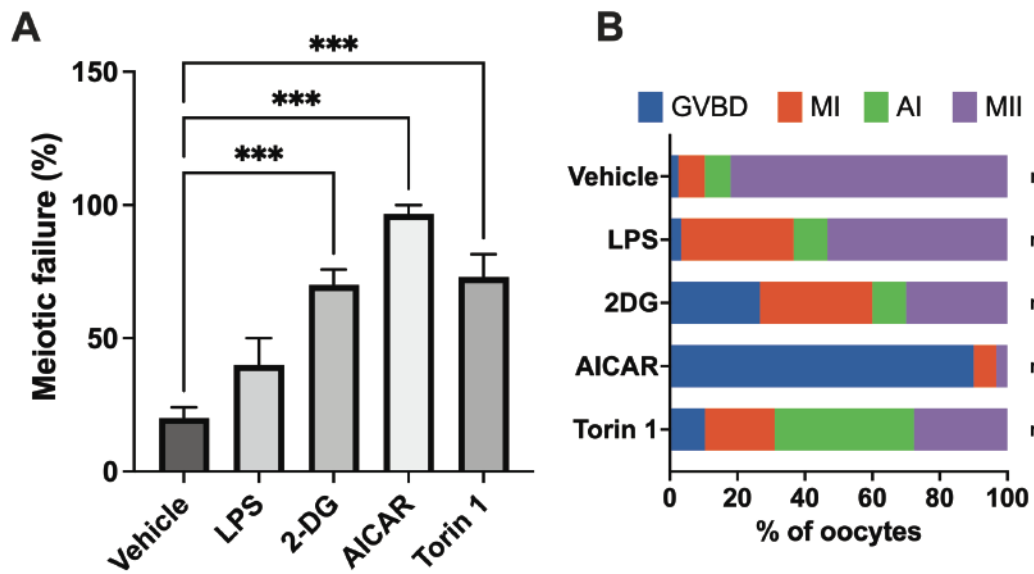 A
Meiotic failure (%)
150
100
50
0
***
***
***
Vehicle
LPS
2-DG
AICAR
Torin 1
B
GVBD MI AI MII
Vehicle
LPS
2DG
AICAR
Torin 1
0 20 40 60 80 100
% of oocytes